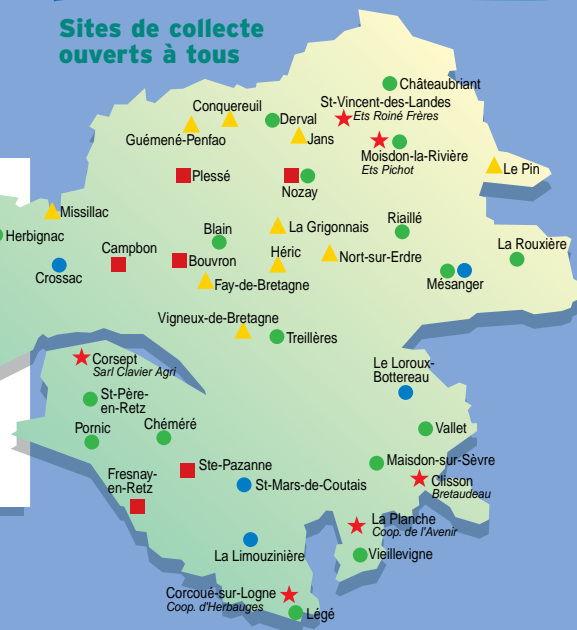 Sites de collecte
ouverts à tous
Châteaubriant
Conquereuil
St-Vincent-des-Landes
Ets Roiné Frères
Derval
Guémené-Penfao
Jans
Moisdon-la-Rivière
Ets Pichot
Le Pin
Plessé
Nozay
Missillac
Herbignac
Blain
La Grigonnais
Riaillé
La Rouxière
Campbon
Bouvron
Héric
Nort-sur-Erdre
Crossac
Fay-de-Bretagne
Mésanger
Vigneux-de-Bretagne
Treillères
Corsept
Sarl Clavier Agri
Le Loroux-
Bottereau
St-Père-
en-Retz
Pornic
Chéméré
Vallet
Ste-Pazanne
Maisdon-sur-Sèvre
Fresnay-
en-Retz
St-Mars-de-Coutais
Clisson
Bretaudeau
La Planche
Coop. de l'Avenir
La Limouzinière
Vieillevigne
Corcoué-sur-Logne
Coop. d'Herbauges
Légé